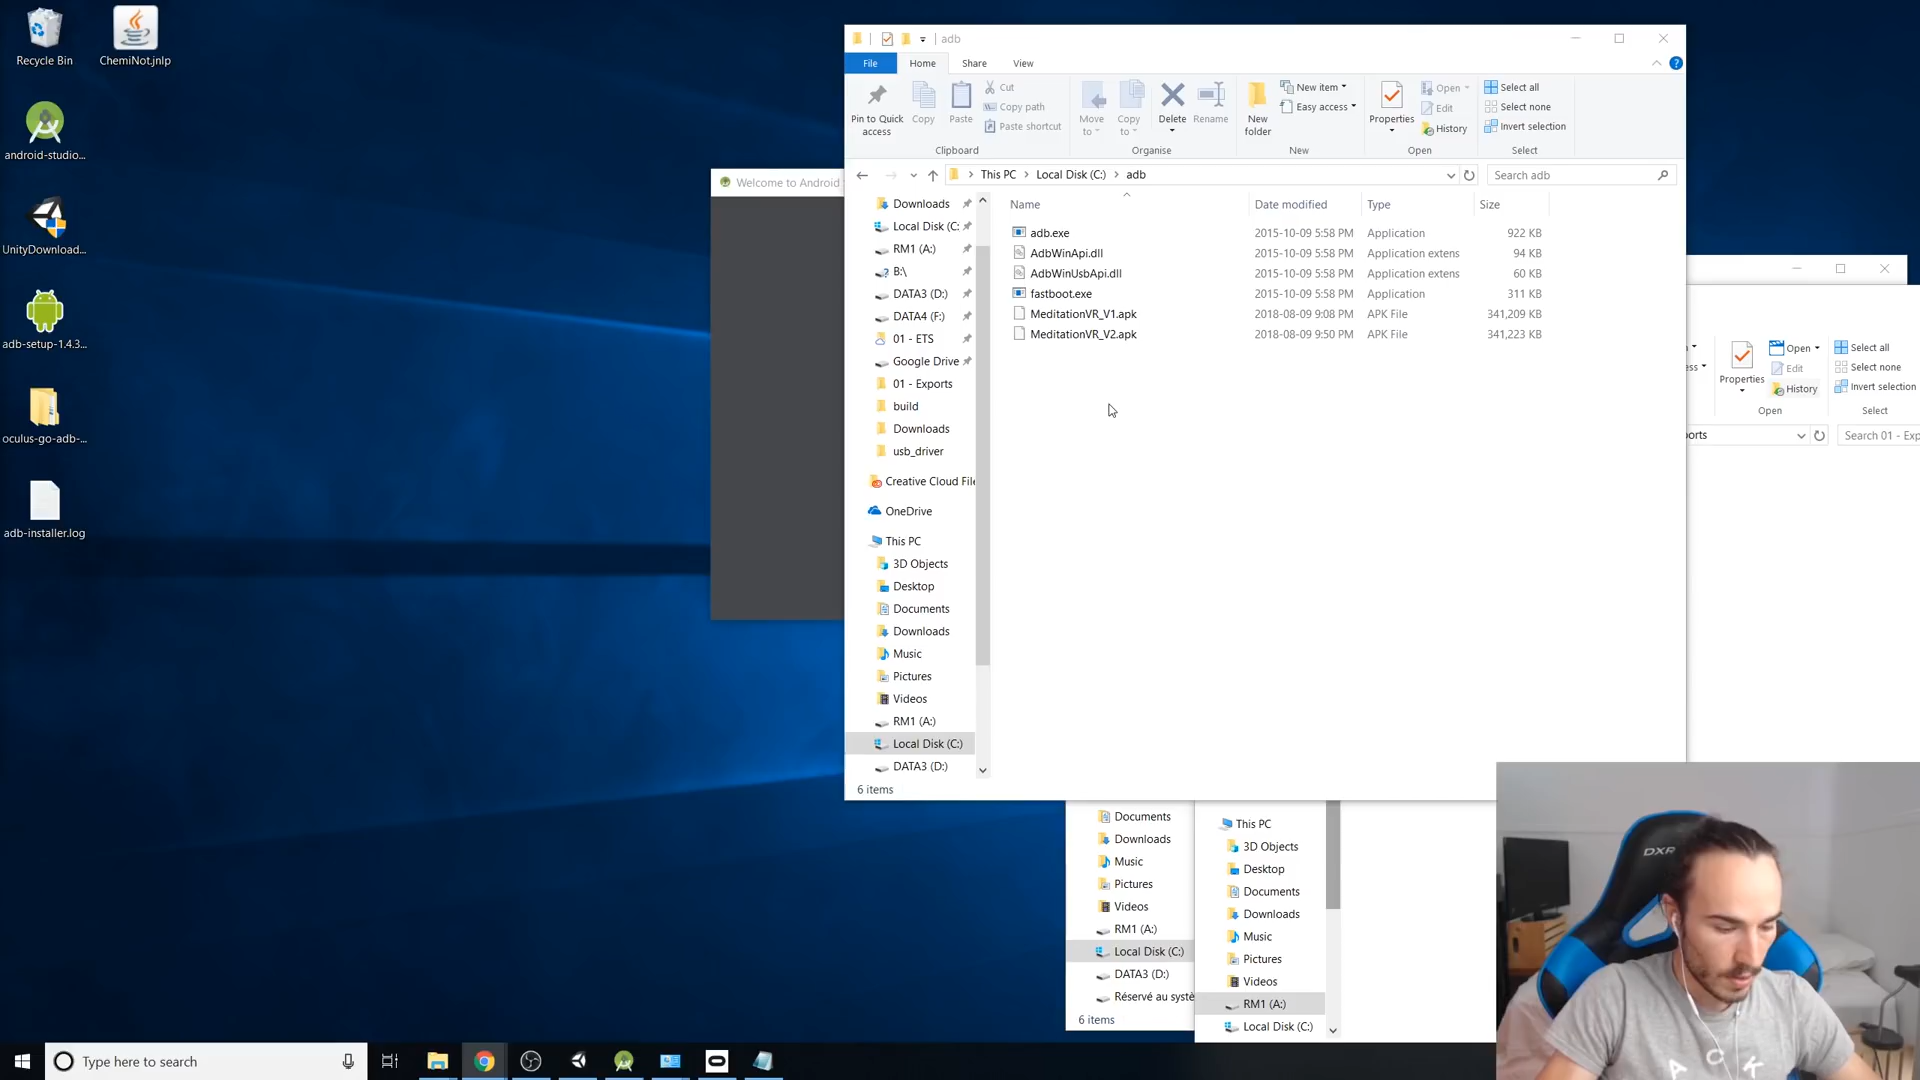 Recycle Bin
ChemiNot.jnlp
android-studio...
UnityDownload...
adb-setup-1.4.3...
oculus-go-adb-...
adb-installer.log
Welcome to Android
adb
File Home Share View
Pin to Quick access
Copy
Paste
Cut
Copy path
Paste shortcut
Clipboard
Move to
Copy to
Delete
Rename
Organise
New folder
New item
Easy access
New
Properties
Open
Edit
History
Open
Select all
Select none
Invert selection
Select
This PC > Local Disk (C:) > adb
Search adb
Name Date modified Type Size
adb.exe 2015-10-09 5:58 PM Application 922 KB
AdbWinApi.dll 2015-10-09 5:58 PM Application extens 94 KB
AdbWinUsbApi.dll 2015-10-09 5:58 PM Application extens 60 KB
fastboot.exe 2015-10-09 5:58 PM Application 311 KB
MeditationVR_V1.apk 2018-08-09 9:08 PM APK File 341,209 KB
MeditationVR_V2.apk 2018-08-09 9:50 PM APK File 341,223 KB
Downloads
Local Disk (C:
RM1 (A:)
B:\
DATA3 (D:)
DATA4 (F:)
01 - ETS
Google Drive
01 - Exports
build
Downloads
usb_driver
Creative Cloud File
OneDrive
This PC
3D Objects
Desktop
Documents
Downloads
Music
Pictures
Videos
RM1 (A:)
Local Disk (C:)
DATA3 (D:)
6 items
ess
Properties
Open
Edit
History
Open
Select all
Select none
Invert selection
Select
orts
Search 01 - Exp
Documents
Downloads
Music
Pictures
Videos
RM1 (A:)
Local Disk (C:)
DATA3 (D:)
Réservé au systè
6 items
This PC
3D Objects
Desktop
Documents
Downloads
Music
Pictures
Videos
RM1 (A:)
Local Disk (C:)
DXR
ACK
Type here to search